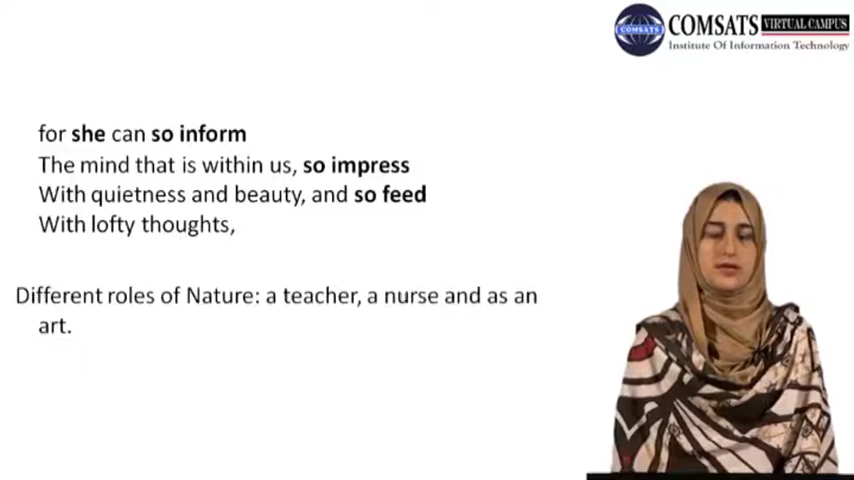 COMSATS VIRTUAL CAMPUS
Institute Of Information Technology
COMSATS
for she can so inform
The mind that is within us, so impress
With quietness and beauty, and so feed
With lofty thoughts,
Different roles of Nature: a teacher, a nurse and as an
art.